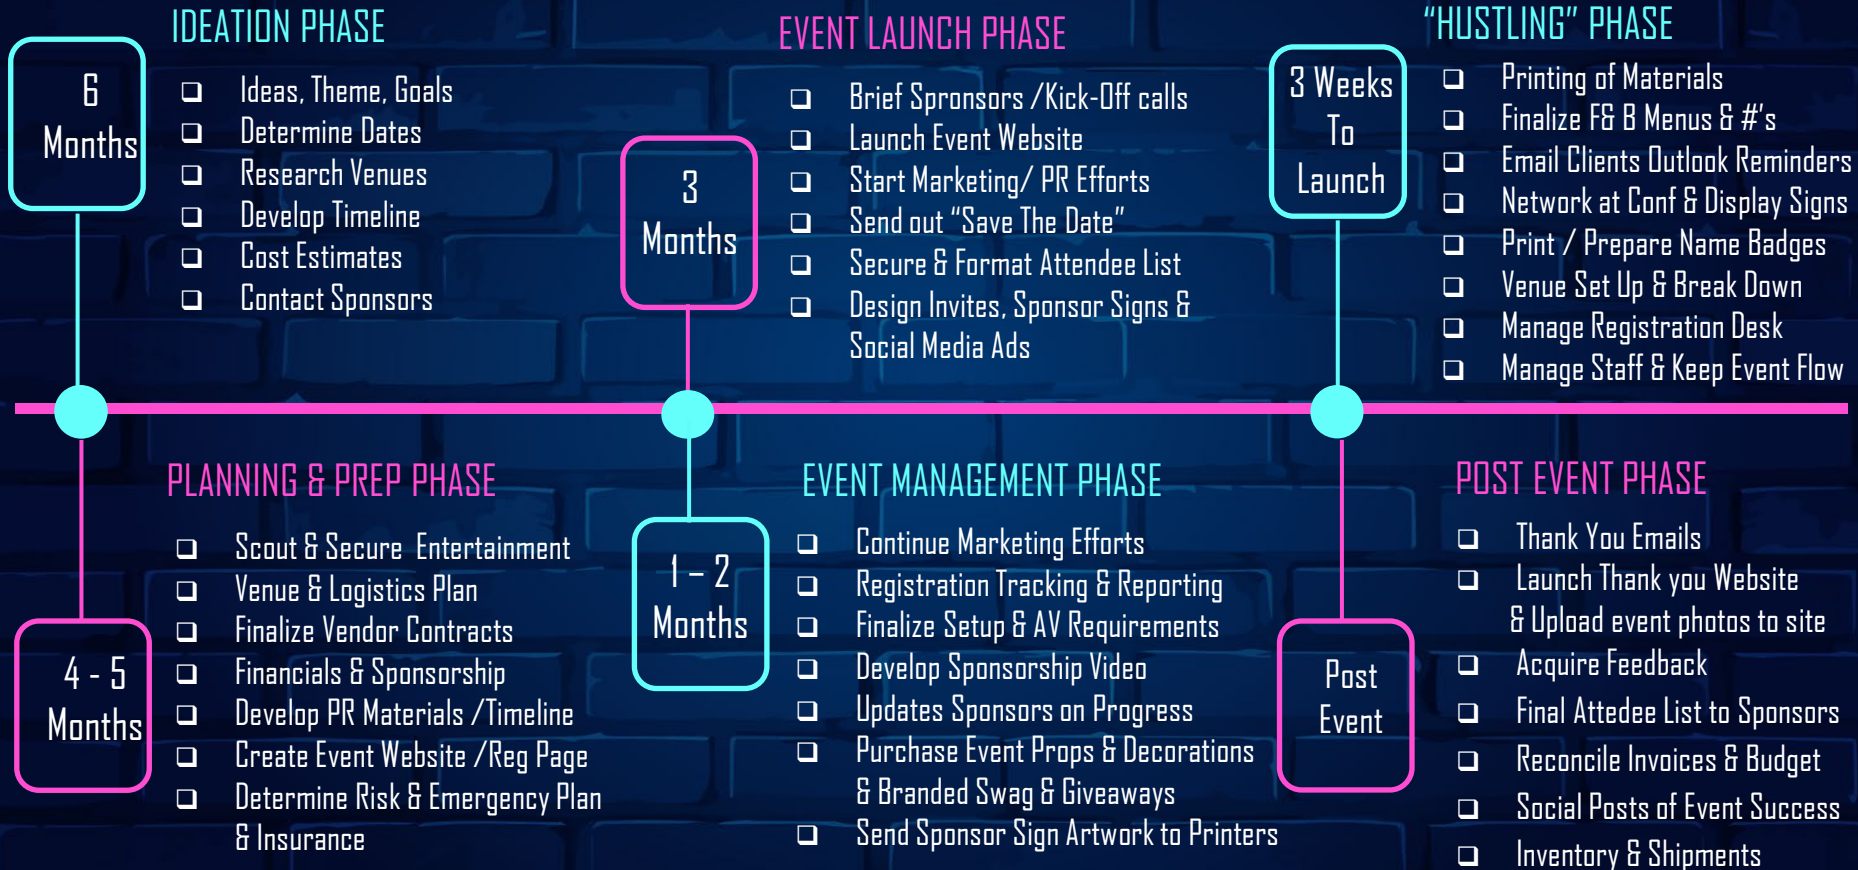 IDEATION PHASE
6
Months
Ideas, Theme, Goals
Determine Dates
Research Venues
Develop Timeline
Cost Estimates
Contact Sponsors
PLANNING & PREP PHASE
4 - 5
Months
Scout & Secure Entertainment
Venue & Logistics Plan
Finalize Vendor Contracts
Financials & Sponsorship
Develop PR Materials /Timeline
Create Event Website /Reg Page
Determine Risk & Emergency Plan
& Insurance
EVENT LAUNCH PHASE
3
Months
Brief Spronsors /Kick-Off calls
Launch Event Website
Start Marketing/ PR Efforts
Send out “Save The Date”
Secure & Format Attendee List
Design Invites, Sponsor Signs &
Social Media Ads
EVENT MANAGEMENT PHASE
1 – 2
Months
Continue Marketing Efforts
Registration Tracking & Reporting
Finalize Setup & AV Requirements
Develop Sponsorship Video
Updates Sponsors on Progress
Purchase Event Props & Decorations
& Branded Swag & Giveaways
Send Sponsor Sign Artwork to Printers
“HUSTLING” PHASE
3 Weeks
To
Launch
Printing of Materials
Finalize F& B Menus & #'s
Email Clients Outlook Reminders
Network at Conf & Display Signs
Print / Prepare Name Badges
Venue Set Up & Break Down
Manage Registration Desk
Manage Staff & Keep Event Flow
POST EVENT PHASE
Post
Event
Thank You Emails
Launch Thank you Website
& Upload event photos to site
Acquire Feedback
Final Attedee List to Sponsors
Reconcile Invoices & Budget
Social Posts of Event Success
Inventory & Shipments